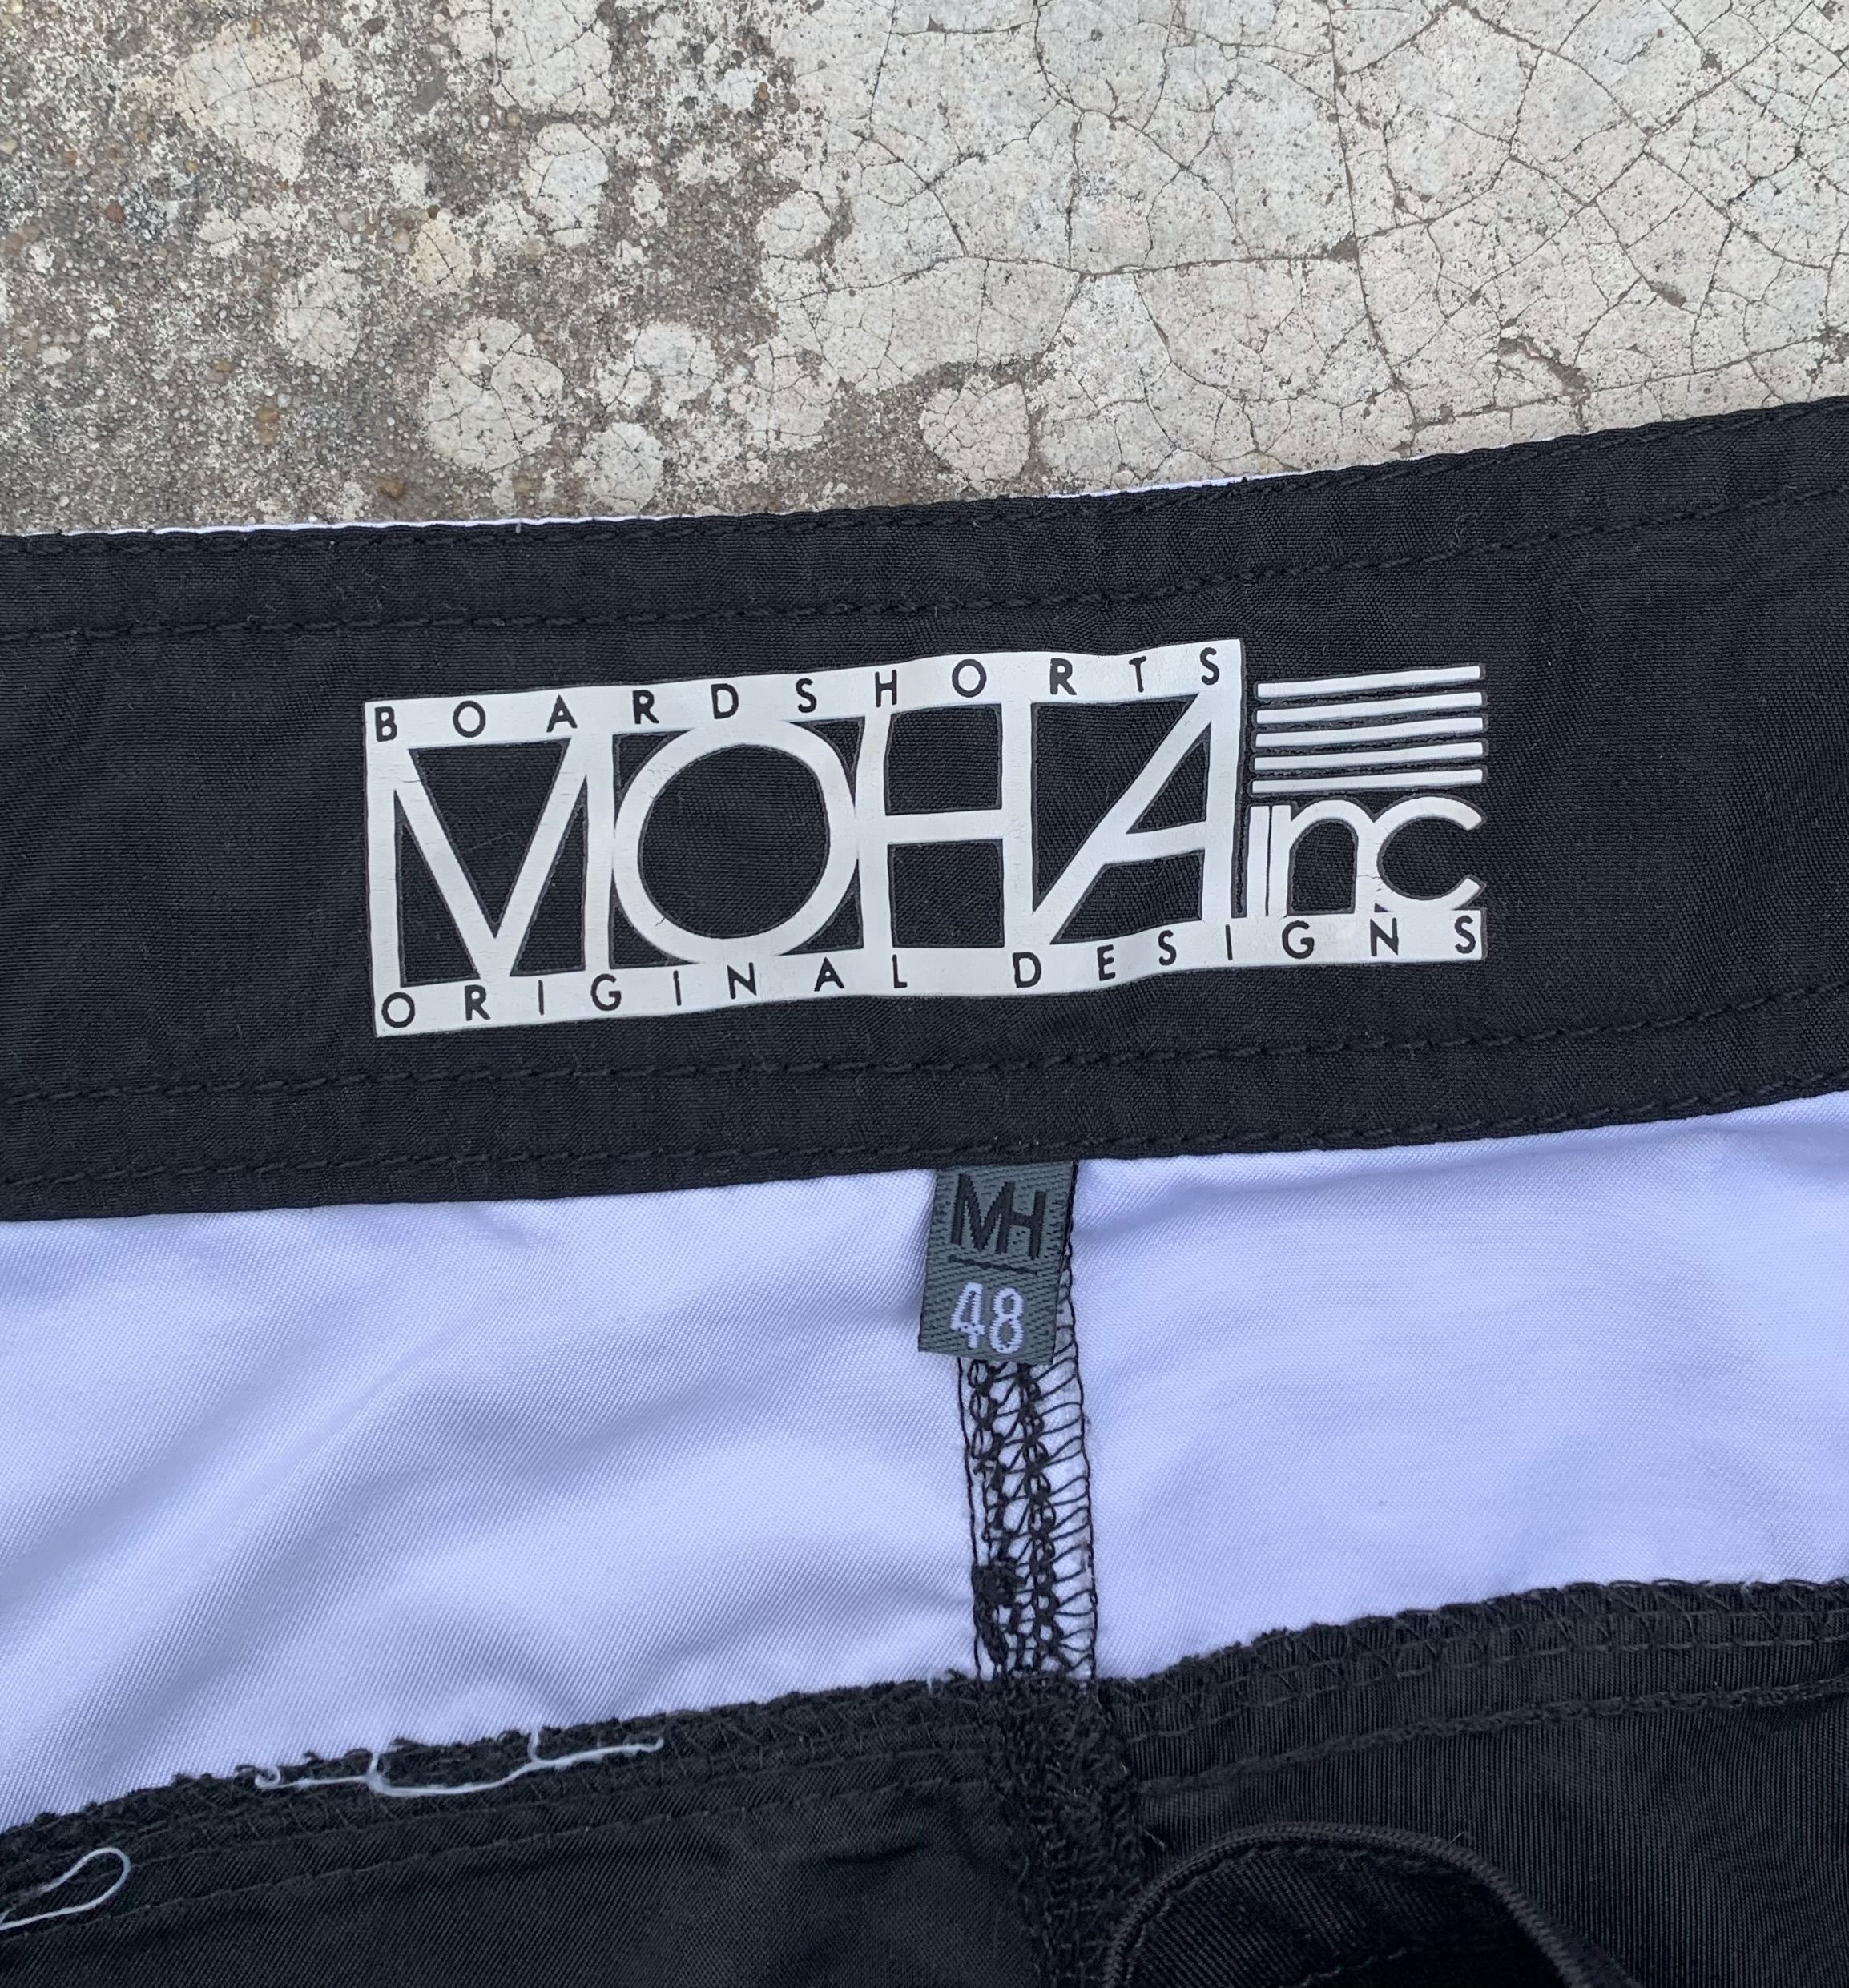 BOARDSHORTS
MOHA inc
ORIGINAL DESIGNS
MH
48